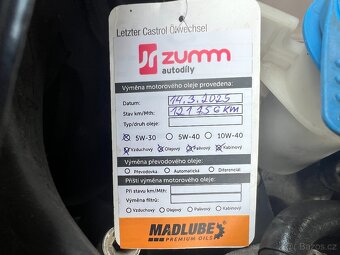 Letzter Castrol Ölwechsel
zumm
autodíly
Výměna motorového oleje provedena:
Datum: 14.3.2025
Stav km/Mth: 121 256 KM
Typ/druh oleje:
5W-30 5W-40 10W-40
Vzduchový Olejový Palivový Kabinový
Výměna převodového oleje:
Převodovka Automatická Diferenciál
Příští výměna motorového oleje:
Při stavu km/Mth:
Výměna filtrů:
Vzduchový Olejový Palivový Kabinový
MADLUBE
PREMIUM OILS